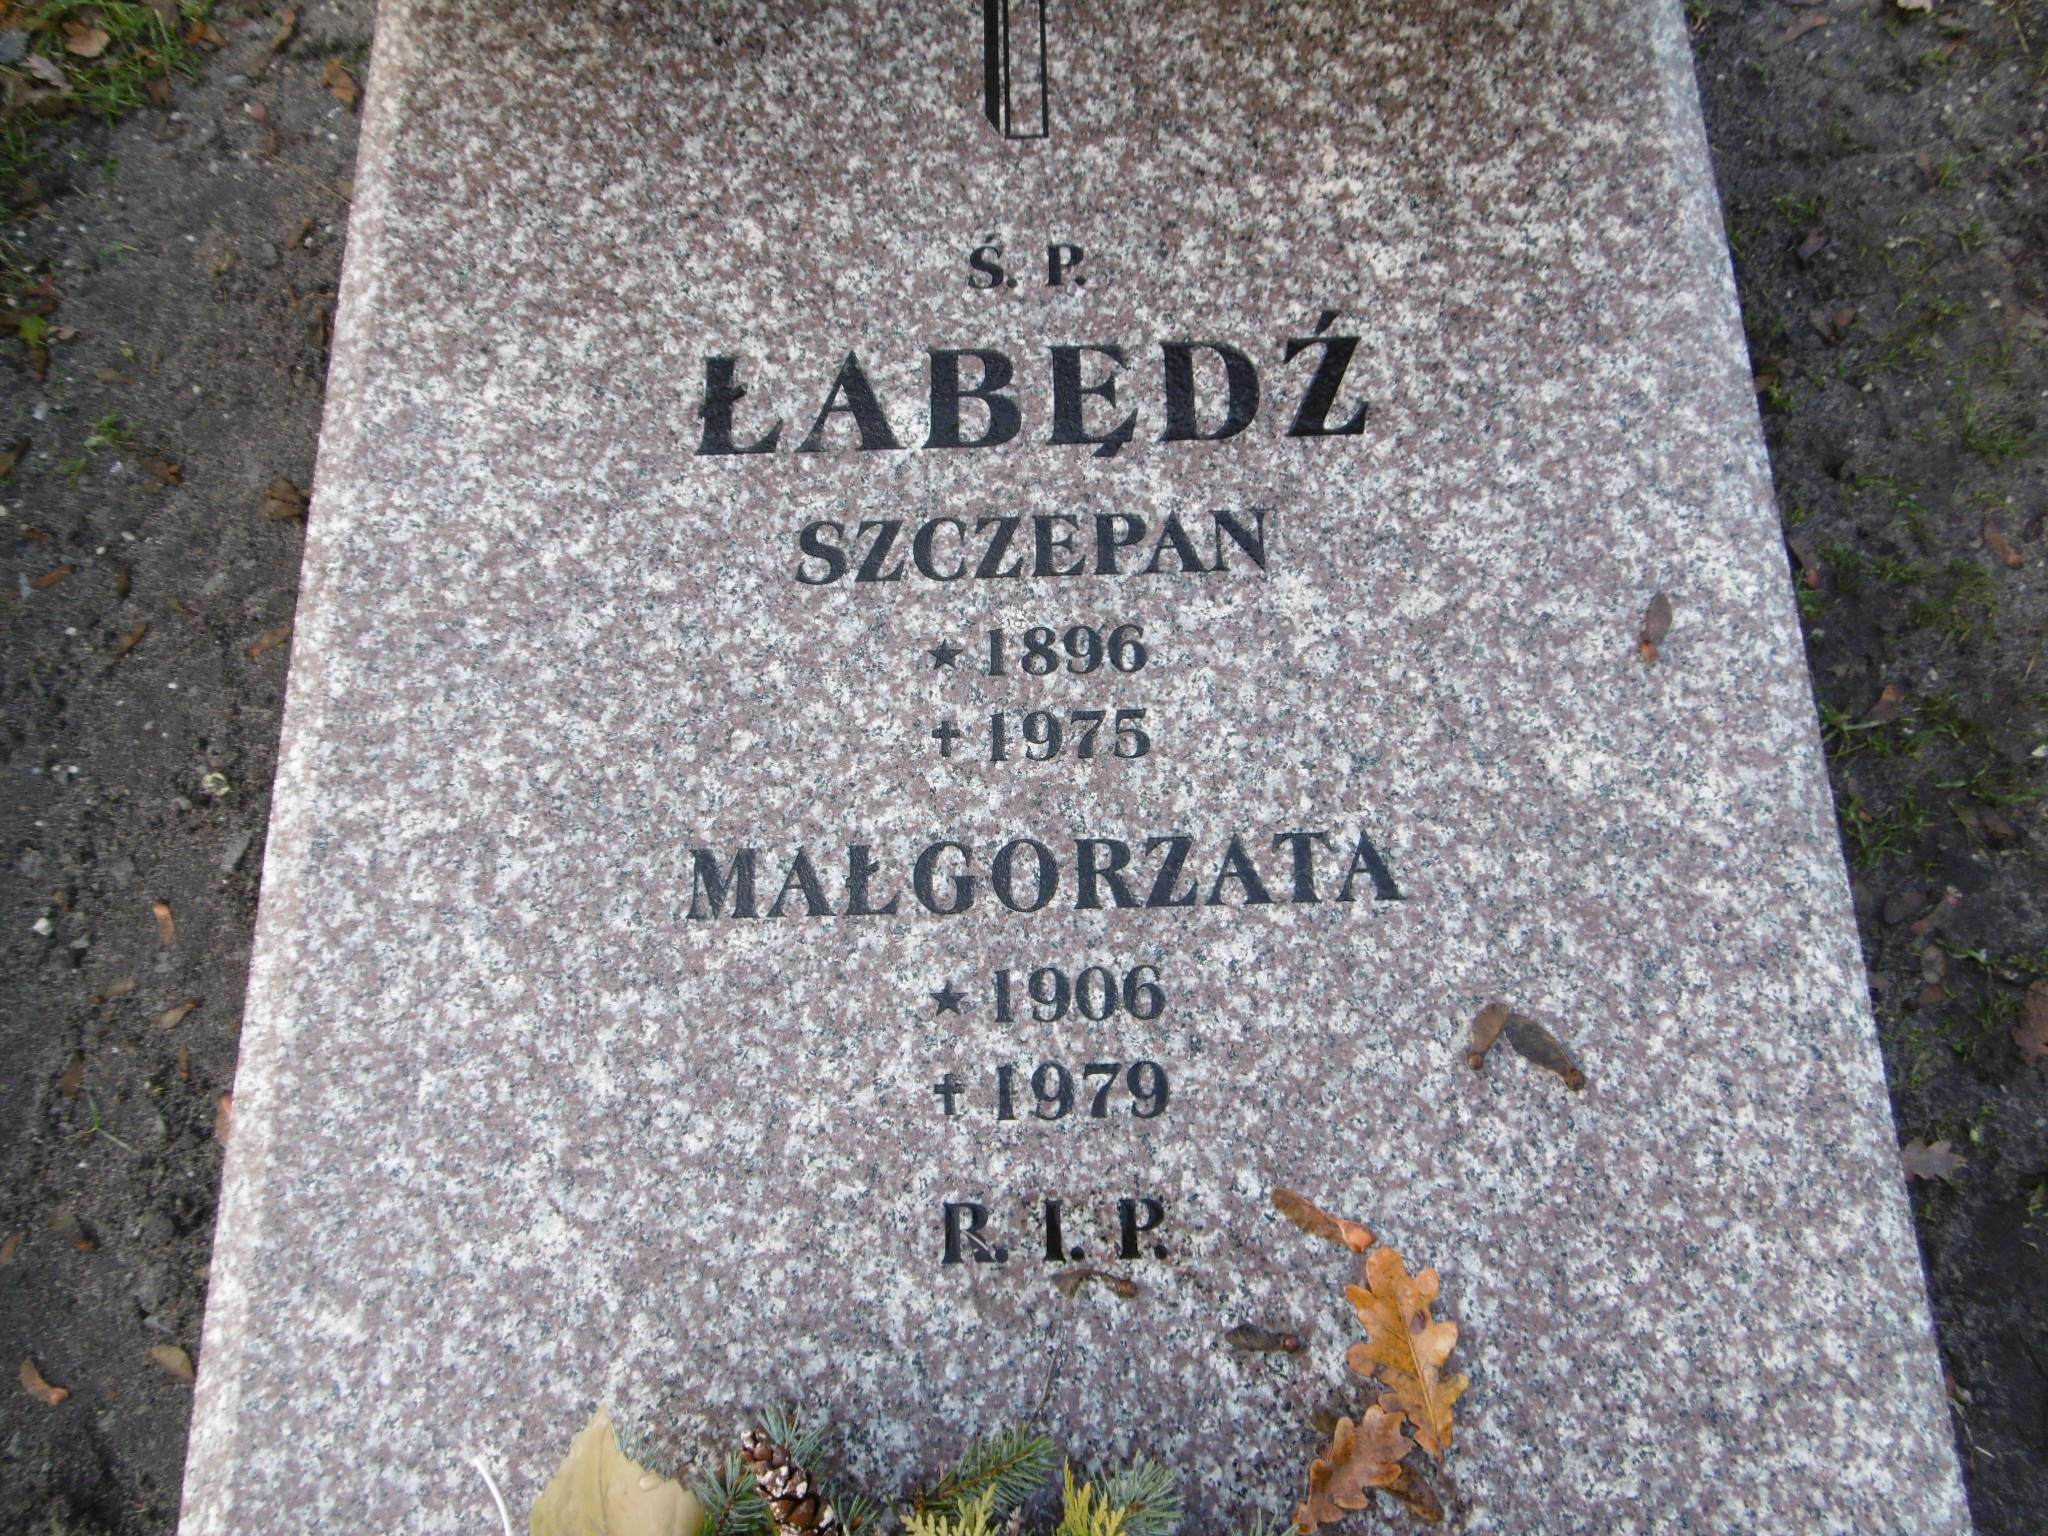 Ś. P.
ŁABĘDŹ
SZCZEPAN
★ 1896
✝ 1975
MAŁGORZATA
★ 1906
✝ 1979
R. I. P.